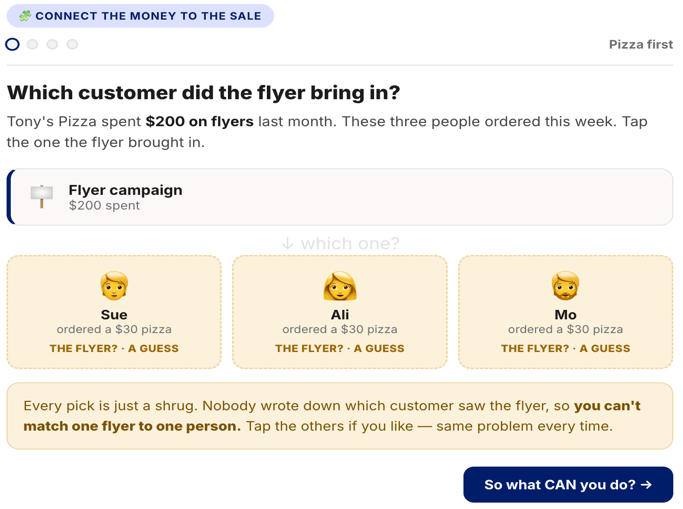 CONNECT THE MONEY TO THE SALE
Pizza first
Which customer did the flyer bring in?
Tony's Pizza spent $200 on flyers last month. These three people ordered this week. Tap
the one the flyer brought in.
Flyer campaign
$200 spent
↓ which one?
Sue
ordered a $30 pizza
THE FLYER? · A GUESS
Ali
ordered a $30 pizza
THE FLYER? · A GUESS
Mo
ordered a $30 pizza
THE FLYER? · A GUESS
Every pick is just a shrug. Nobody wrote down which customer saw the flyer, so you can't
match one flyer to one person. Tap the others if you like — same problem every time.
So what CAN you do? →